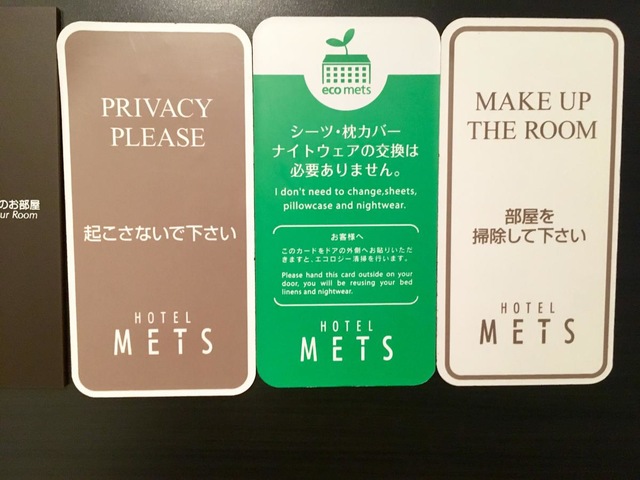 のお部屋
ur Room
PRIVACY
PLEASE
起こさないで下さい
HOTEL
METS
eco mets
シーツ・枕カバー
ナイトウェアの交換は
必要ありません。
I don't need to change,sheets,
pillowcase and nightwear.
お客様へ
このカードをドアの外側へお貼りいただ
きますと、エコロジー清掃を行います。
Please hand this card outside on your
door, you will be reusing your bed
linens and nightwear.
HOTEL
METS
MAKE UP
THE ROOM
部屋を
掃除して下さい
HOTEL
METS